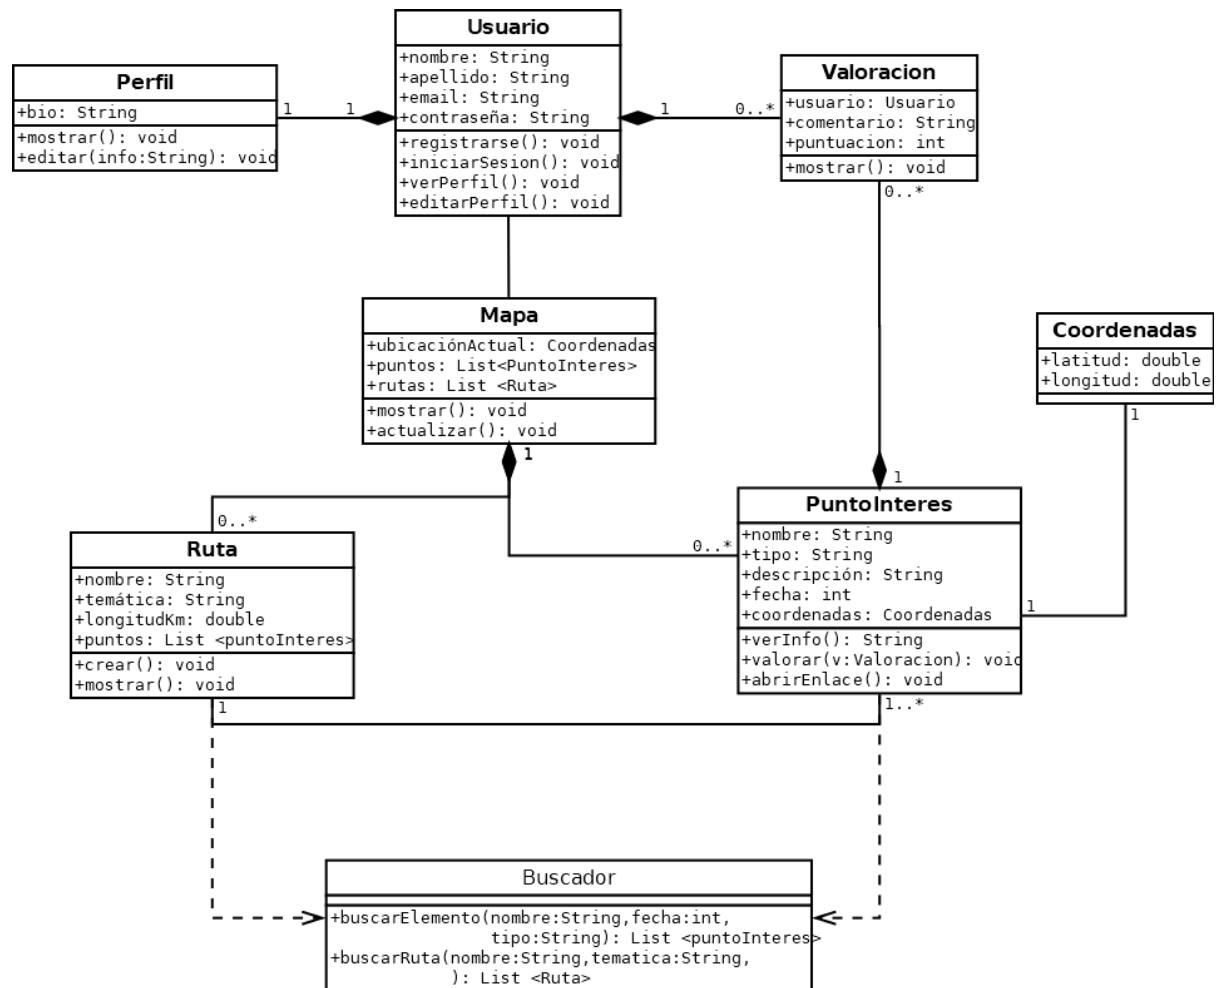 Usuario
+nombre: String
+apellido: String
+email: String
+contraseña: String
+registrarse(): void
+iniciarSesion(): void
+verPerfil(): void
+editarPerfil(): void
Perfil
+bio: String
+mostrar(): void
+editar(info:String): void
1
1
1
0..*
Valoracion
+usuario: Usuario
+comentario: String
+puntuacion: int
+mostrar(): void
0..*
Mapa
+ubicaciónActual: Coordenadas
+puntos: List<PuntoInteres>
+rutas: List <Ruta>
+mostrar(): void
+actualizar(): void
1
Coordenadas
+latitud: double
+longitud: double
1
1
0..*
0..*
Ruta
+nombre: String
+temática: String
+longitudKm: double
+puntos: List <puntoInteres>
+crear(): void
+mostrar(): void
1
PuntoInteres
+nombre: String
+tipo: String
+descripción: String
+fecha: int
+coordenadas: Coordenadas
+verInfo(): String
+valorar(v:Valoracion): void
+abrirEnlace(): void
1
1..*
Buscador
+buscarElemento(nombre:String,fecha:int,
tipo:String): List <puntoInteres>
+buscarRuta(nombre:String,tematica:String,
): List <Ruta>